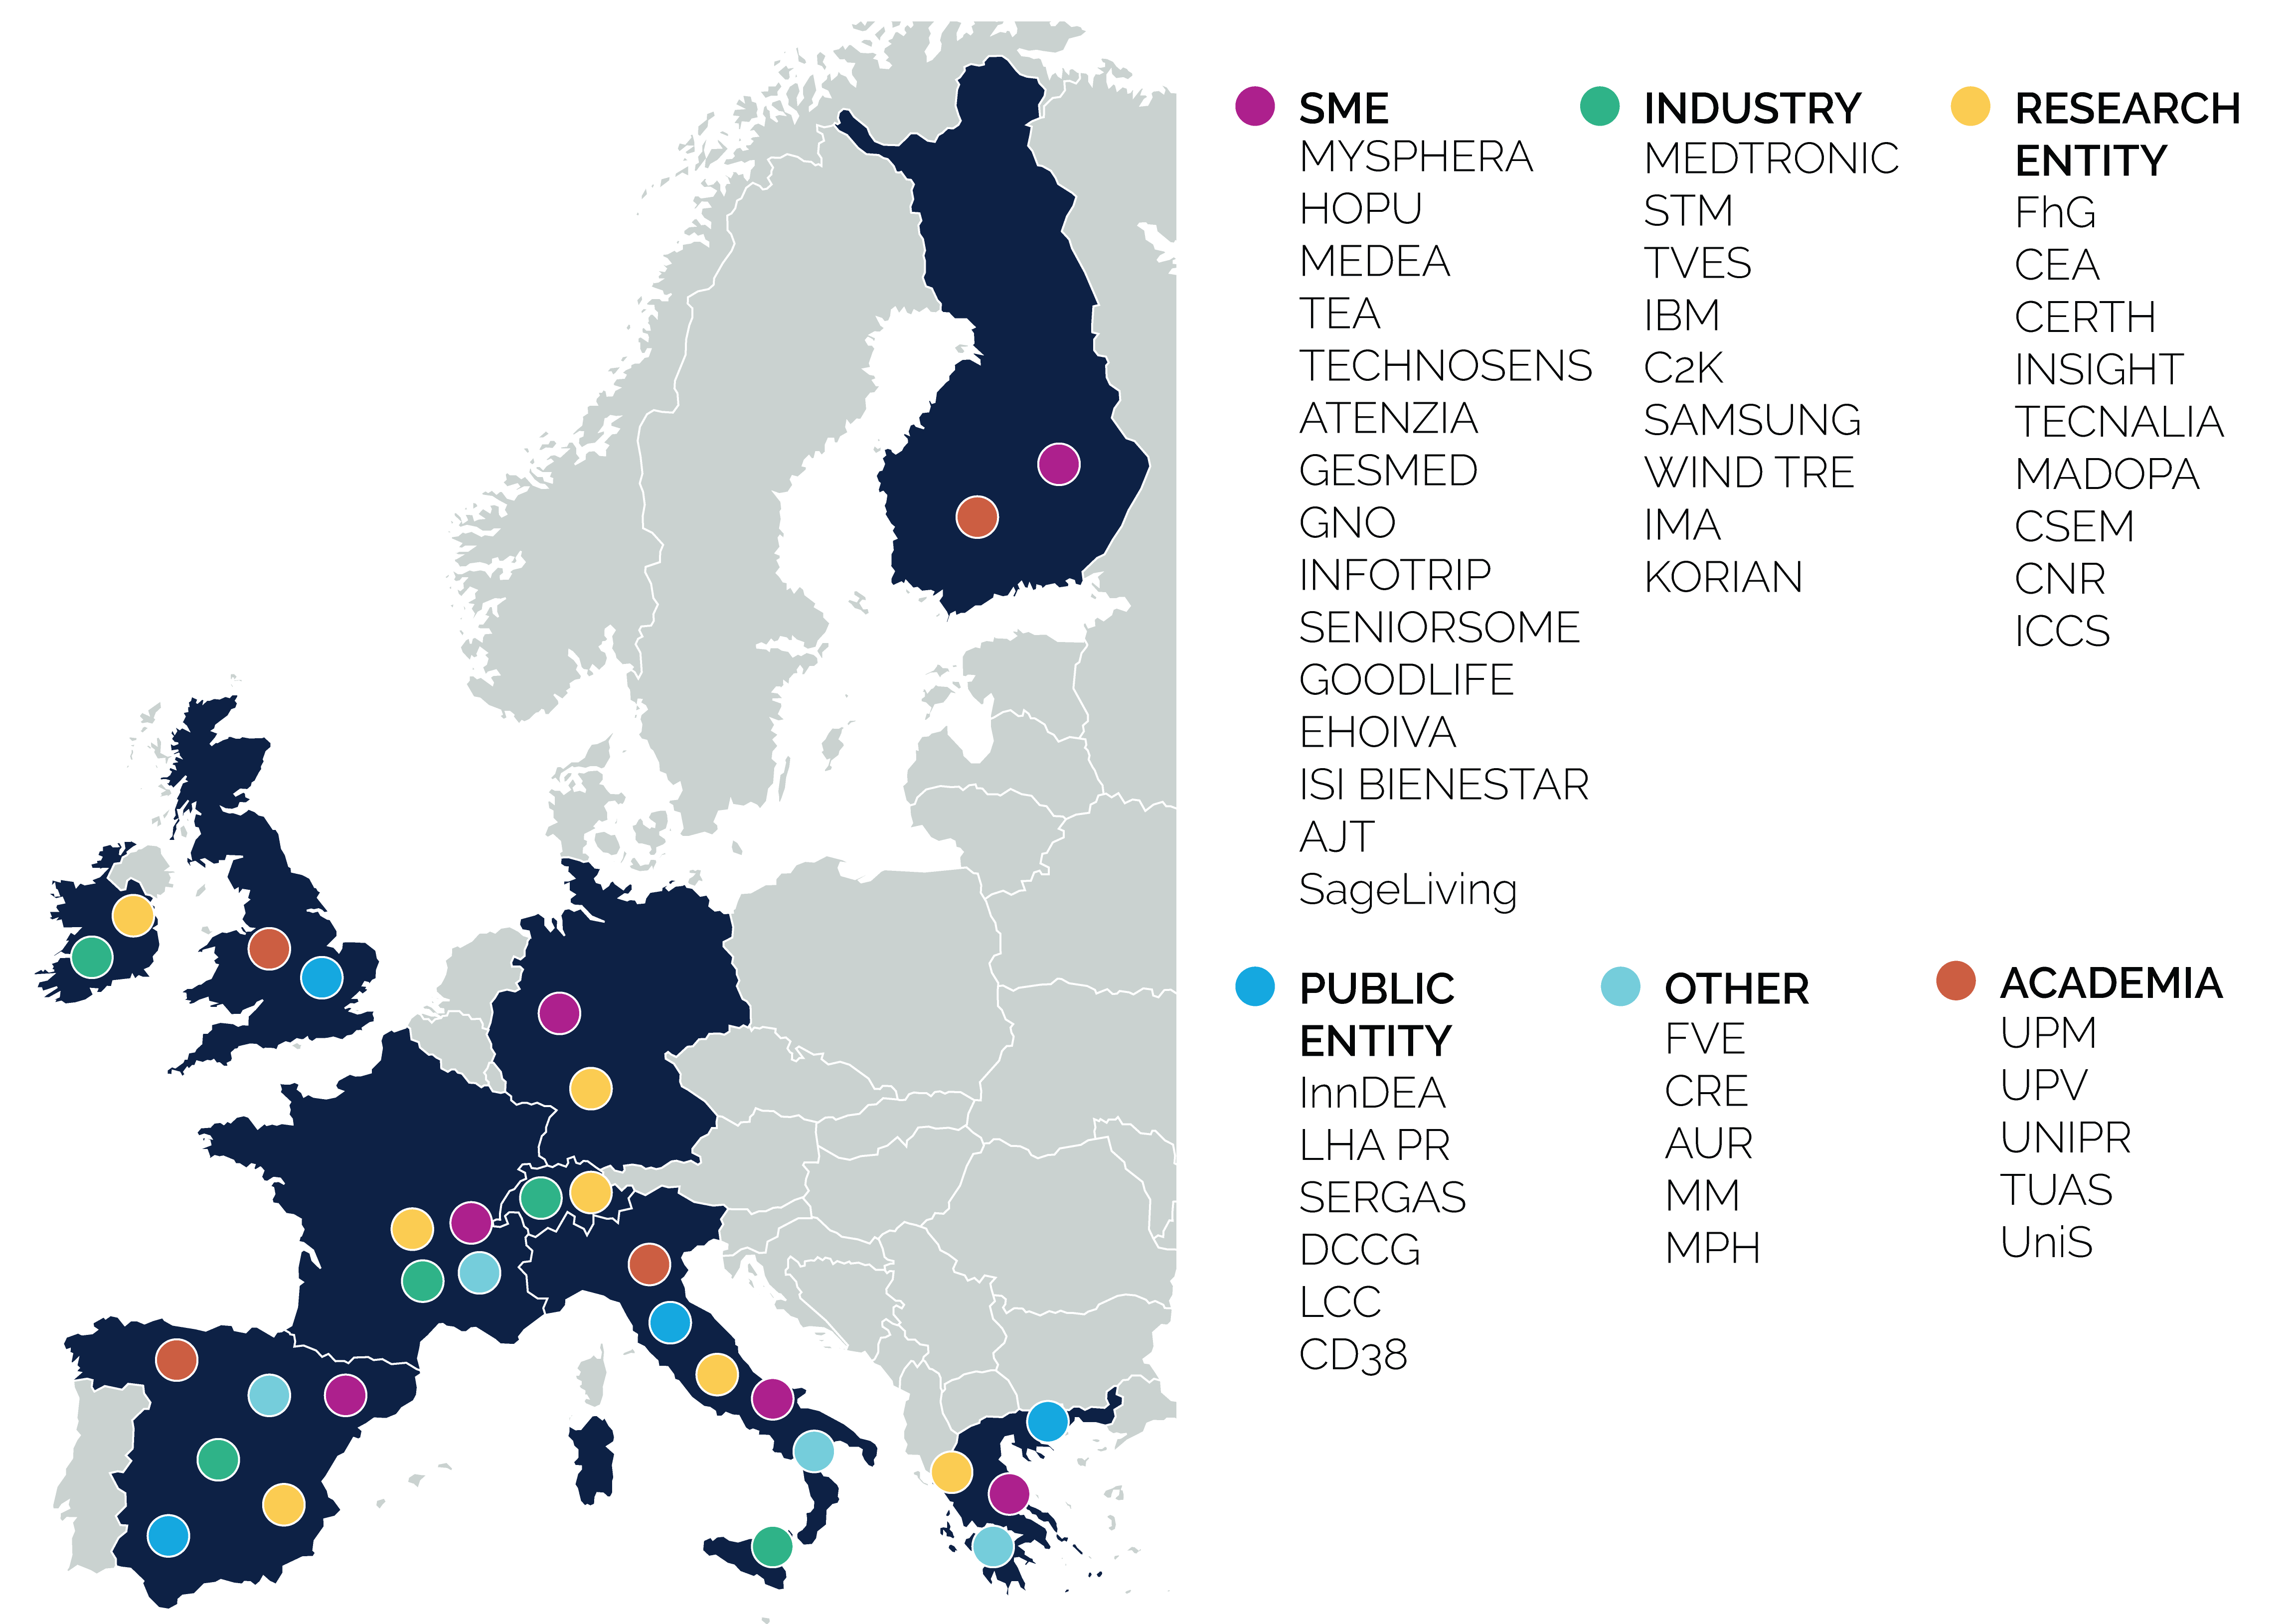 SME
MYSPHERA
HOPU
MEDEA
TEA
TECHNOSENS
ATENZIA
GESMED
GNO
INFOTRIP
SENIORSOME
GOODLIFE
EHOIVA
ISI BIENESTAR
AJT
SageLiving
INDUSTRY
MEDTRONIC
STM
TVES
IBM
C2K
SAMSUNG
WIND TRE
IMA
KORIAN
RESEARCH
ENTITY
FhG
CEA
CERTH
INSIGHT
TECNALIA
MADOPA
CSEM
CNR
ICCS
PUBLIC
ENTITY
InnDEA
LHA PR
SERGAS
DCCG
LCC
CD38
OTHER
FVE
CRE
AUR
MM
MPH
ACADEMIA
UPM
UPV
UNIPR
TUAS
UniS